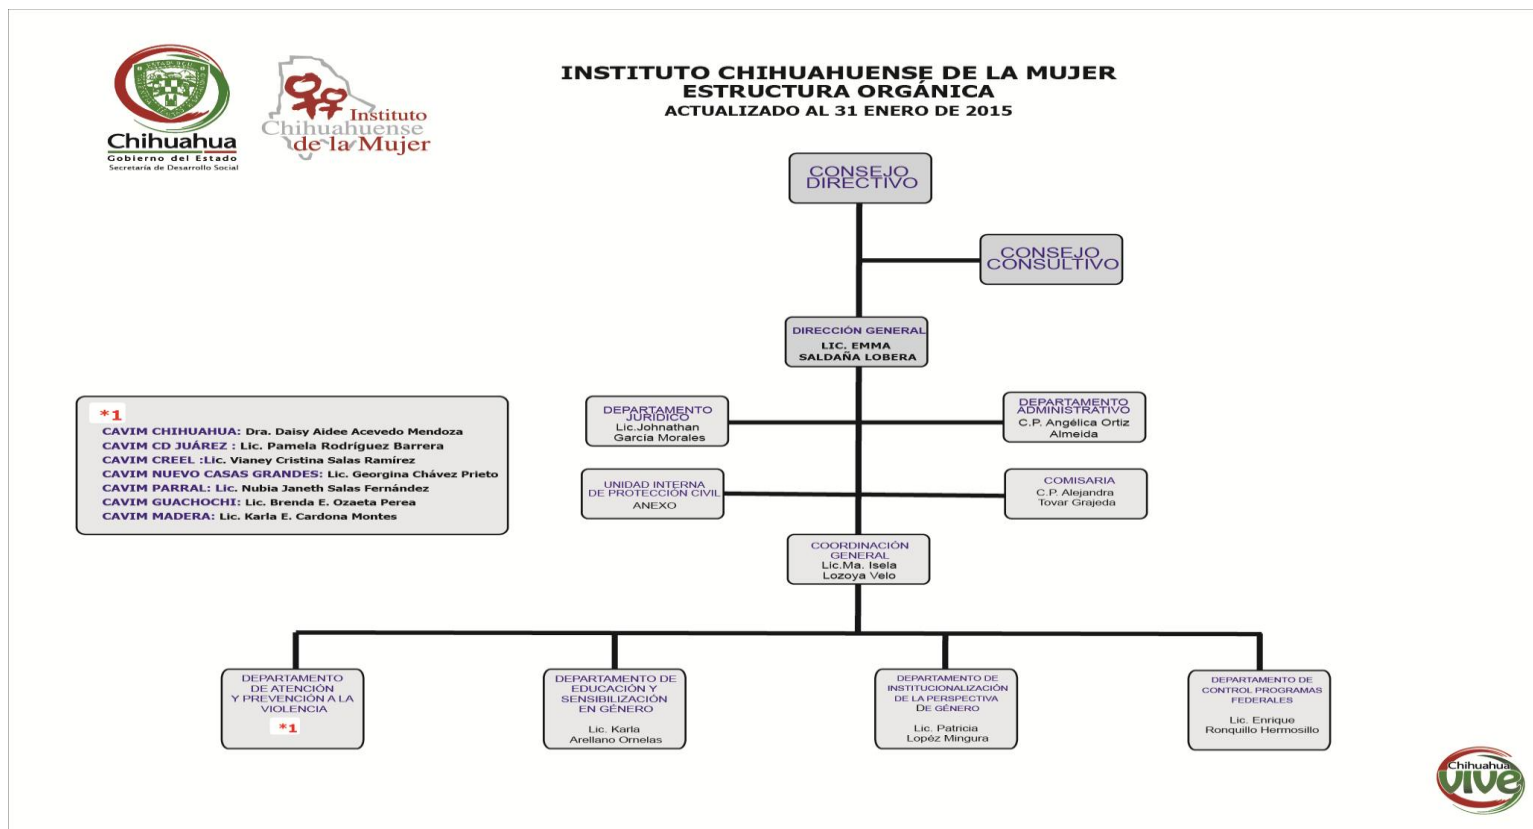 Chihuahua
Gobierno del Estado
Secretaría de Desarrollo Social
Instituto
Chihuahuense
de la Mujer
INSTITUTO CHIHUAHUENSE DE LA MUJER
ESTRUCTURA ORGÁNICA
ACTUALIZADO AL 31 ENERO DE 2015
CONSEJO
DIRECTIVO
CONSEJO
CONSULTIVO
DIRECCIÓN GENERAL
LIC. EMMA
SALDAÑA LOBERA
*1
CAVIM CHIHUAHUA: Dra. Daisy Aidee Acevedo Mendoza
CAVIM CD JUÁREZ : Lic. Pamela Rodríguez Barrera
CAVIM CREEL :Lic. Vianey Cristina Salas Ramírez
CAVIM NUEVO CASAS GRANDES: Lic. Georgina Chávez Prieto
CAVIM PARRAL: Lic. Nubia Janeth Salas Fernández
CAVIM GUACHOCHI: Lic. Brenda E. Ozaeta Perea
CAVIM MADERA: Lic. Karla E. Cardona Montes
DEPARTAMENTO
JURÍDICO
Lic.Johnathan
García Morales
DEPARTAMENTO
ADMINISTRATIVO
C.P. Angélica Ortiz
Almeida
UNIDAD INTERNA
DE PROTECCIÓN CIVIL
ANEXO
COMISARIA
C.P. Alejandra
Tovar Grajeda
COORDINACIÓN
GENERAL
Lic.Ma. Isela
Lozoya Velo
DEPARTAMENTO
DE ATENCIÓN
Y PREVENCIÓN A LA
VIOLENCIA
*1
DEPARTAMENTO DE
EDUCACIÓN Y
SENSIBILIZACIÓN
EN GÉNERO
Lic. Karla
Arellano Ornelas
DEPARTAMENTO DE
INSTITUCIONALIZACIÓN
DE LA PERSPECTIVA
DE GÉNERO
Lic. Patricia
Lopéz Mingura
DEPARTAMENTO DE
CONTROL PROGRAMAS
FEDERALES
Lic. Enrique
Ronquillo Hermosillo
Chihuahua
vive